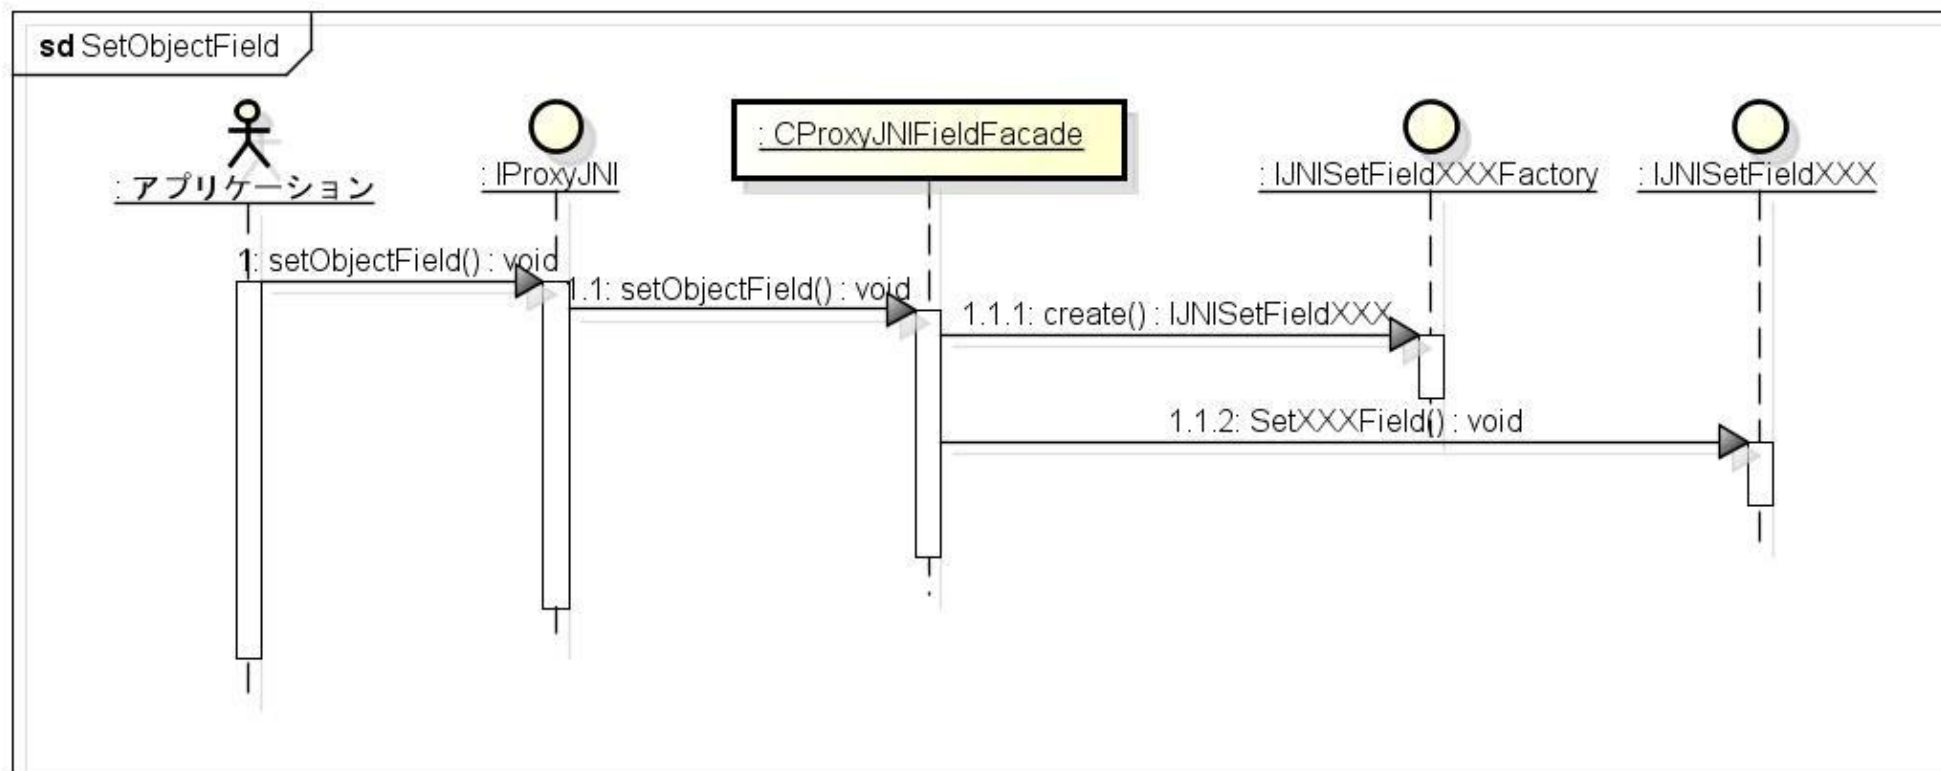 sd SetObjectField
: アプリケーション
: IProxyJNI
: CProxyJNIFieldFacade
: IJNISetFieldXXXFactory
: IJNISetFieldXXX
1: setObjectField() : void
1.1: setObjectField() : void
1.1.1: create() : IJNISetFieldXXX
1.1.2: SetXXXField() : void